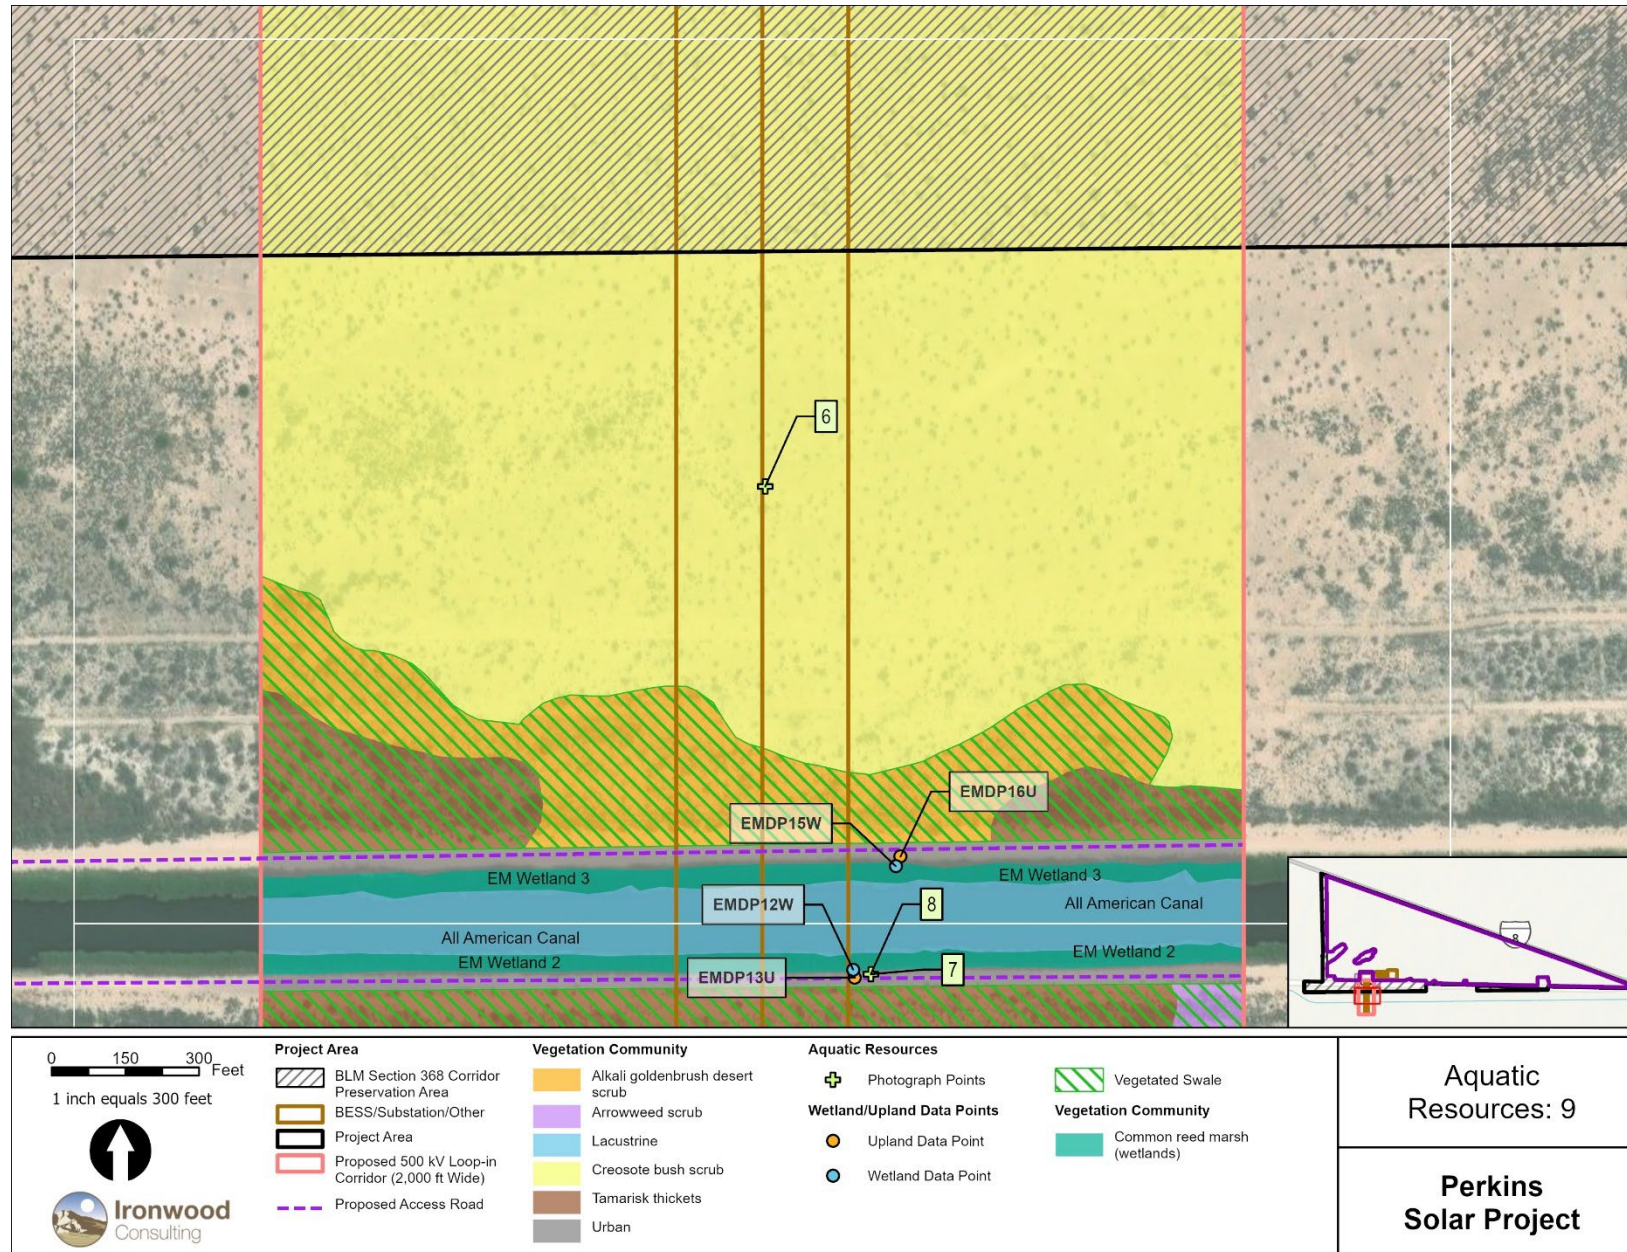 6
EMDP16U
EMDP15W
EM Wetland 3
EM Wetland 3
EMDP12W
8
All American Canal
All American Canal
EM Wetland 2
EM Wetland 2
EMDP13U
7
8
0 150 300 Feet
1 inch equals 300 feet
Ironwood
Consulting
Project Area
BLM Section 368 Corridor
Preservation Area
BESS/Substation/Other
Project Area
Proposed 500 kV Loop-in
Corridor (2,000 ft Wide)
Proposed Access Road
Vegetation Community
Alkali goldenbrush desert
scrub
Arrowweed scrub
Lacustrine
Creosote bush scrub
Tamarisk thickets
Urban
Aquatic Resources
Photograph Points
Wetland/Upland Data Points
Upland Data Point
Wetland Data Point
Vegetated Swale
Vegetation Community
Common reed marsh
(wetlands)
Aquatic
Resources: 9
Perkins
Solar Project